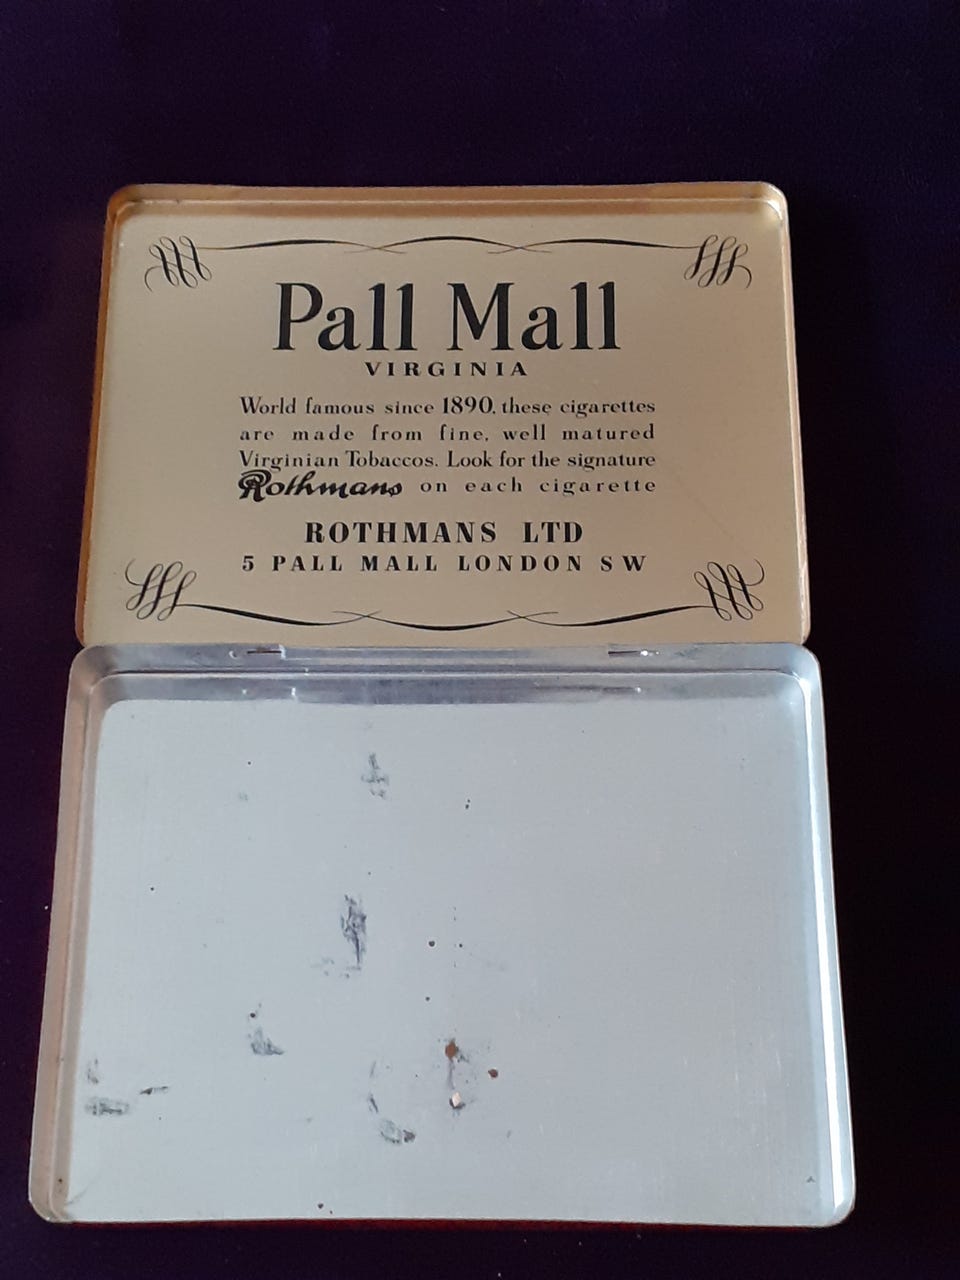 Pall Mall
VIRGINIA
World famous since 1890, these cigarettes
are made from fine, well matured
Virginian Tobaccos. Look for the signature
Rothmans on each cigarette
ROTHMANS LTD
5 PALL MALL LONDON S W